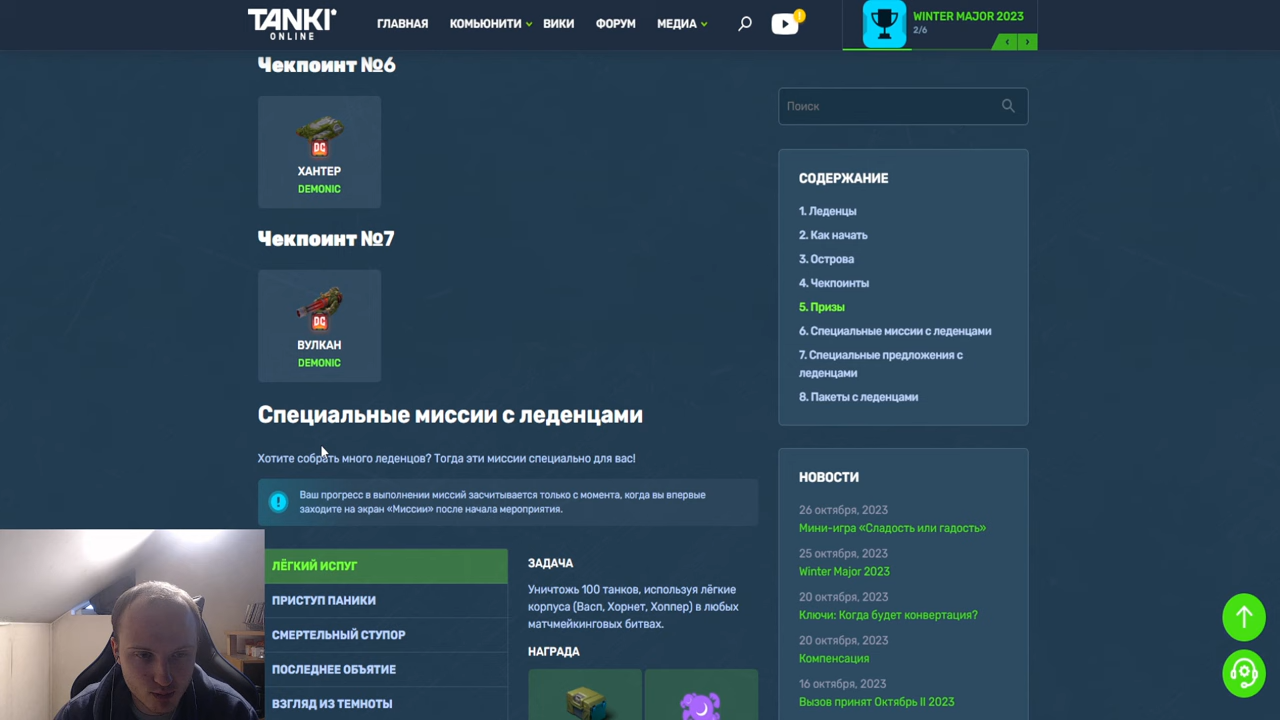 TANKI
ONLINE
ГЛАВНАЯ
КОМЬЮНИТИ
ВИКИ
ФОРУМ
МЕДИА
WINTER MAJOR 2023
2/6
Чекпоинт №6
DC
ХАНТЕР
DEMONIC
Чекпоинт №7
DC
ВУЛКАН
DEMONIC
Специальные миссии с леденцами
Хотите собрать много леденцов? Тогда эти миссии специально для вас!
Ваш прогресс в выполнении миссий засчитывается только с момента, когда вы впервые
заходите на экран «Миссии» после начала мероприятия.
ЛЁГКИЙ ИСПУГ
ПРИСТУП ПАНИКИ
СМЕРТЕЛЬНЫЙ СТУПОР
ПОСЛЕДНЕЕ ОБЪЯТИЕ
ВЗГЛЯД ИЗ ТЕМНОТЫ
ЗАДАЧА
Уничтожь 100 танков, используя лёгкие
корпуса (Васп, Хорнет, Хоппер) в любых
матчмейкинговых битвах.
НАГРАДА
Поиск
СОДЕРЖАНИЕ
1. Леденцы
2. Как начать
3. Острова
4. Чекпоинты
5. Призы
6. Специальные миссии с леденцами
7. Специальные предложения с
леденцами
8. Пакеты с леденцами
НОВОСТИ
26 октября, 2023
Мини-игра «Сладость или гадость»
25 октября, 2023
Winter Major 2023
20 октября, 2023
Ключи: Когда будет конвертация?
20 октября, 2023
Компенсация
16 октября, 2023
Вызов принят Октябрь II 2023